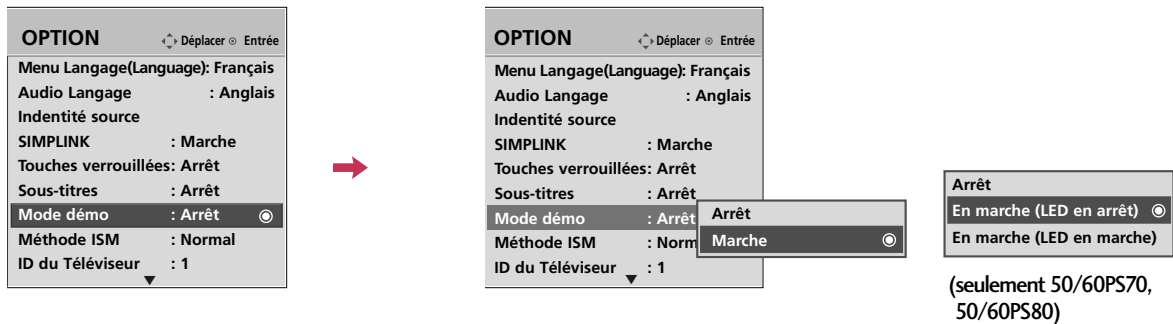 OPTION Déplacer Entrée
Menu Langage(Language): Français
Audio Langage : Anglais
Indentité source
SIMPLINK : Marche
Touches verrouillées: Arrêt
Sous-titres : Arrêt
Mode démo : Arrêt
Méthode ISM : Normal
ID du Téléviseur : 1
OPTION Déplacer Entrée
Menu Langage(Language): Français
Audio Langage : Anglais
Indentité source
SIMPLINK : Marche
Touches verrouillées: Arrêt
Sous-titres : Arrêt
Mode démo : Arrêt
Méthode ISM : Norm
ID du Téléviseur : 1
Arrêt
Marche
Arrêt
En marche (LED en arrêt)
En marche (LED en marche)
(seulement 50/60PS70,
50/60PS80)